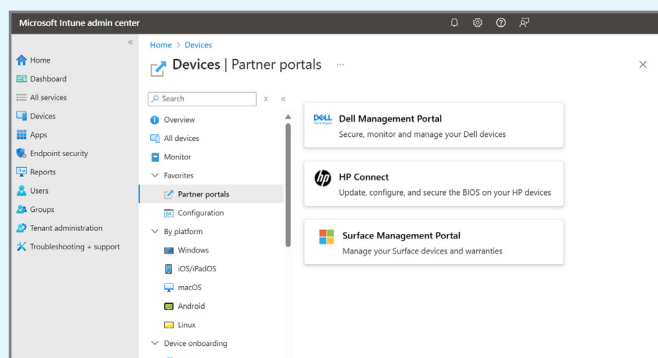 Microsoft Intune admin center
Home
Dashboard
All services
Devices
Apps
Endpoint security
Reports
Users
Groups
Tenant administration
Troubleshooting + support
Home > Devices
Devices | Partner portals
Search
Overview
All devices
Monitor
Favorites
Partner portals
Configuration
By platform
Windows
iOS/iPadOS
macOS
Android
Linux
Device onboarding
DELL
Dell Management Portal
Secure, monitor and manage your Dell devices
hp
HP Connect
Update, configure, and secure the BIOS on your HP devices
Surface Management Portal
Manage your Surface devices and warranties